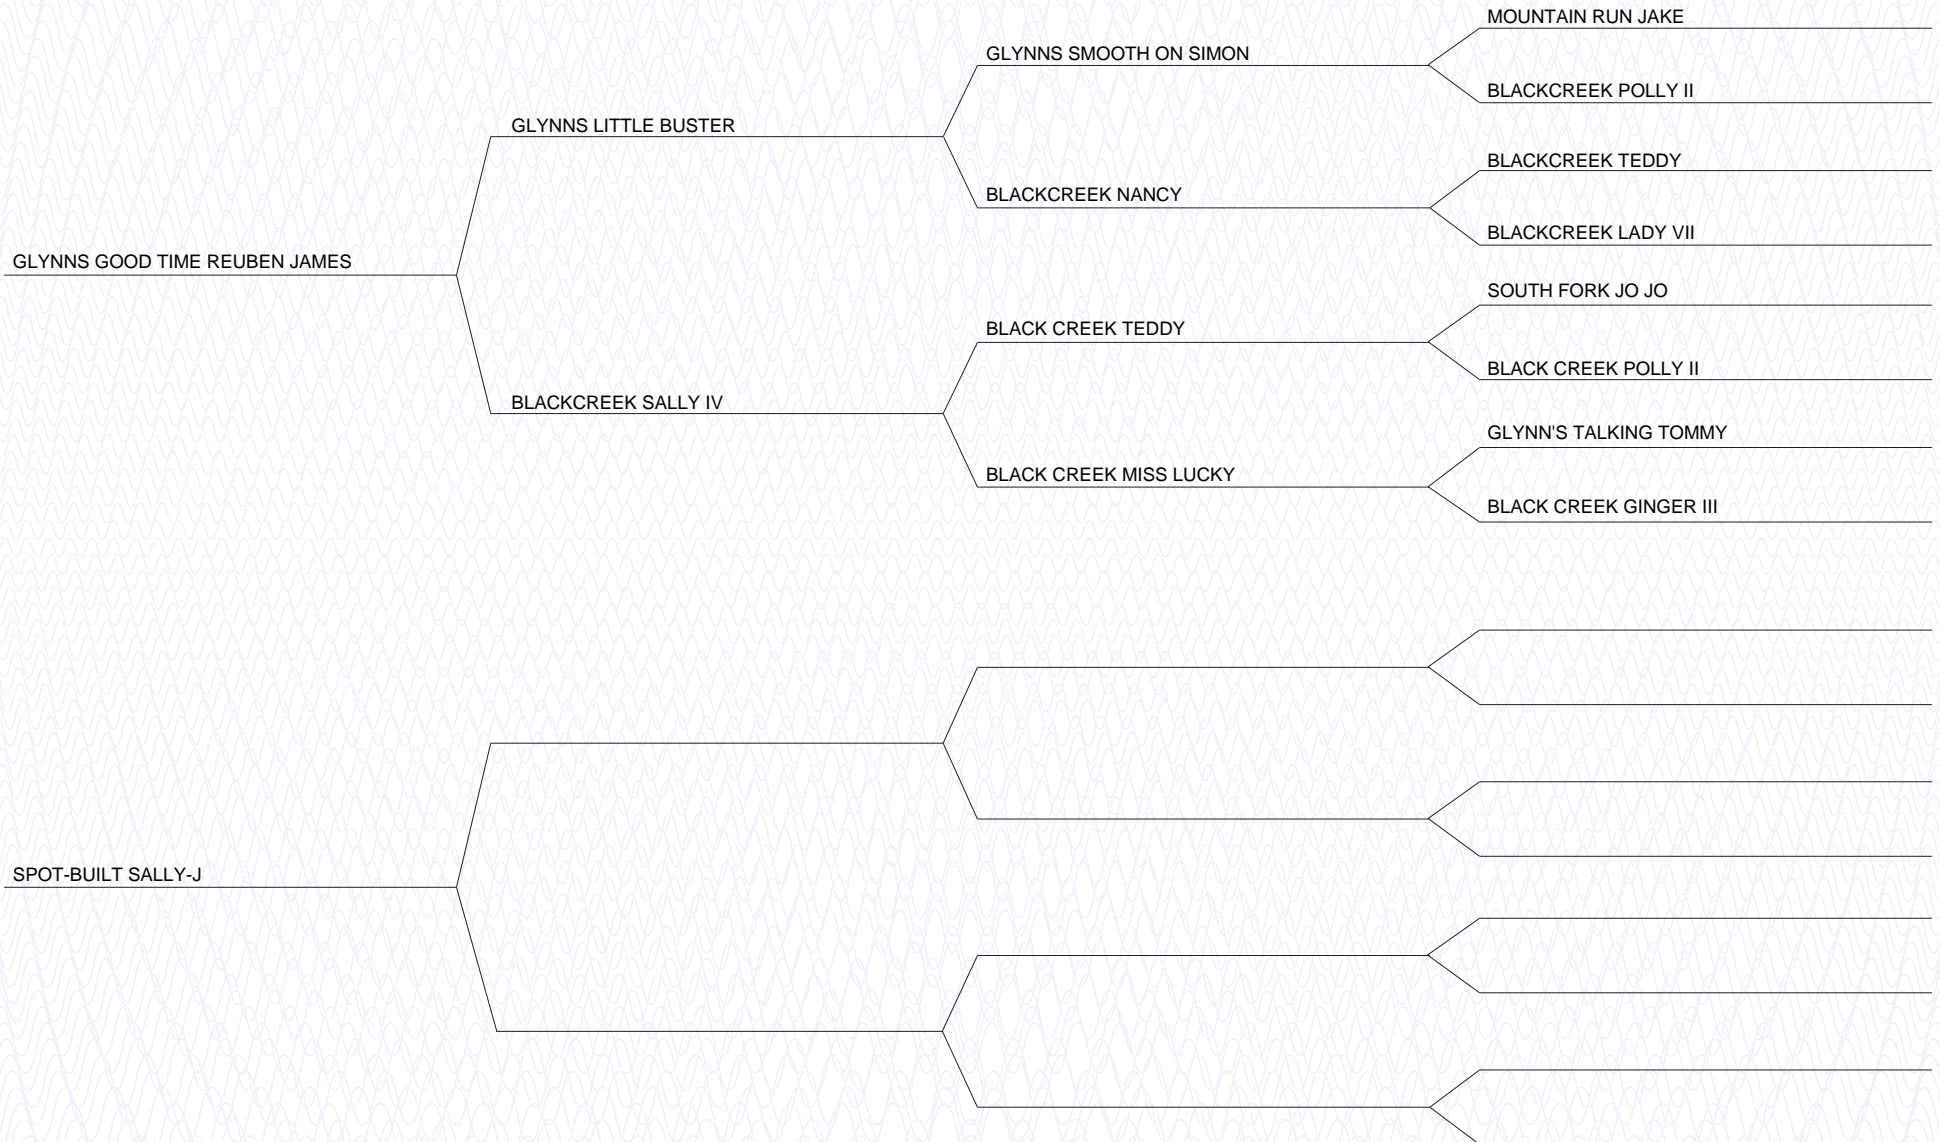 MOUNTAIN RUN JAKE
GLYNNS SMOOTH ON SIMON
BLACKCREEK POLLY II
GLYNNS LITTLE BUSTER
BLACKCREEK TEDDY
BLACKCREEK NANCY
BLACKCREEK LADY VII
GLYNNS GOOD TIME REUBEN JAMES
SOUTH FORK JO JO
BLACK CREEK TEDDY
BLACK CREEK POLLY II
BLACKCREEK SALLY IV
GLYNN'S TALKING TOMMY
BLACK CREEK MISS LUCKY
BLACK CREEK GINGER III
SPOT-BUILT SALLY-J